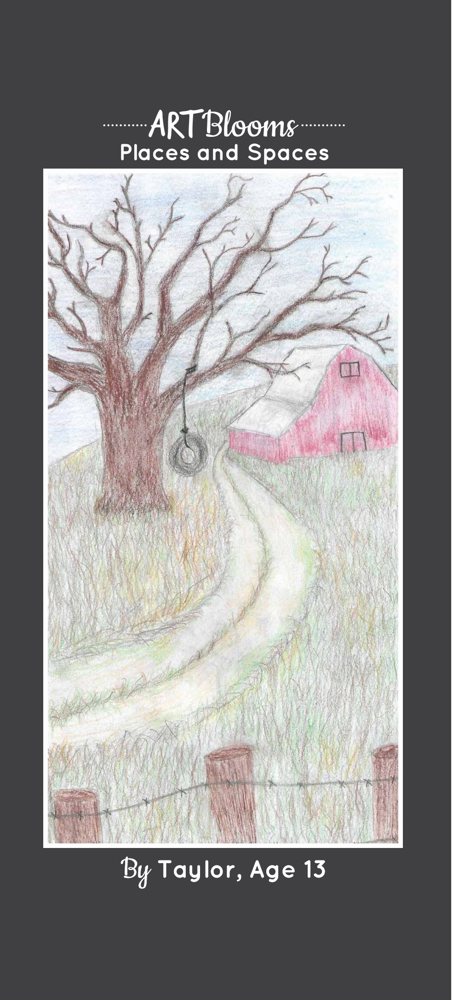 ART Blooms
Places and Spaces
By Taylor, Age 13